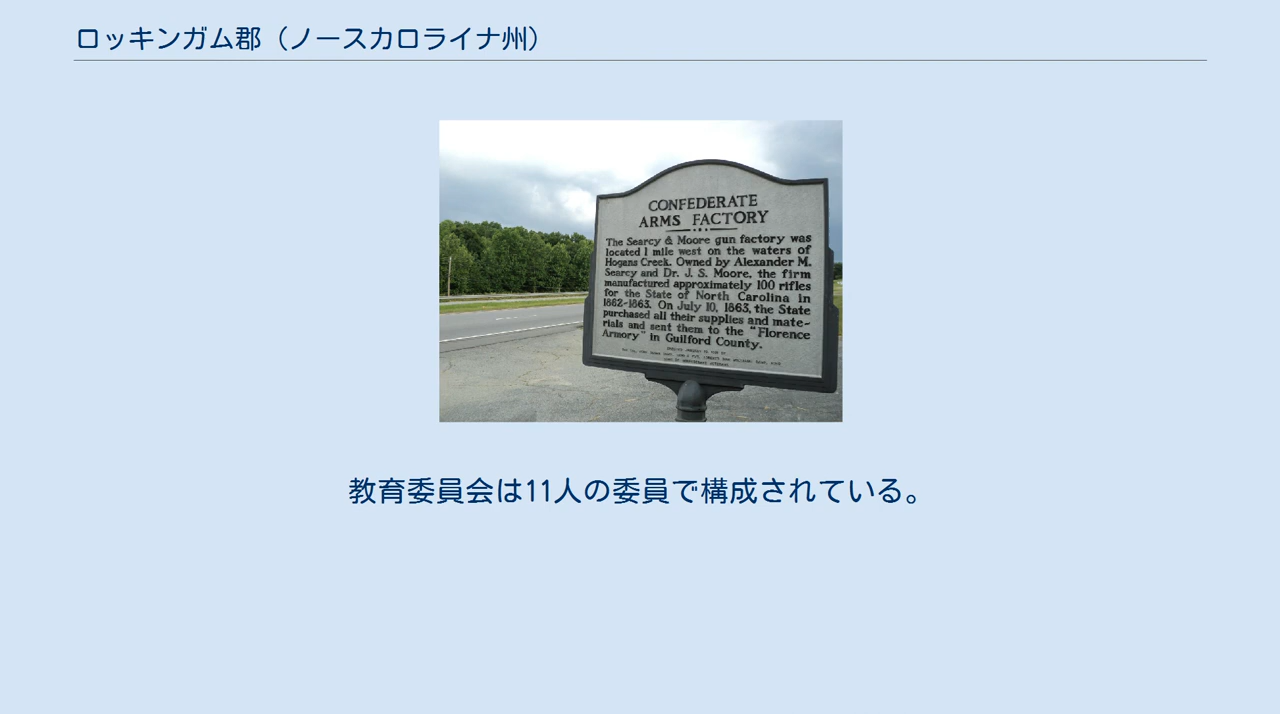 ロッキンガム郡（ノースカロライナ州）
CONFEDERATE
ARMS FACTORY
The Searcy & Moore gun factory was
located 1 mile west on the waters of
Hogans Creek. Owned by Alexander M.
Searcy and Dr. J. S. Moore, the firm
manufactured approximately 100 rifles
for the State of North Carolina in
1862-1863. On July 10, 1863, the State
purchased all their supplies and mate-
rials and sent them to the "Florence
Armory" in Guilford County.
教育委員会は11人の委員で構成されている。